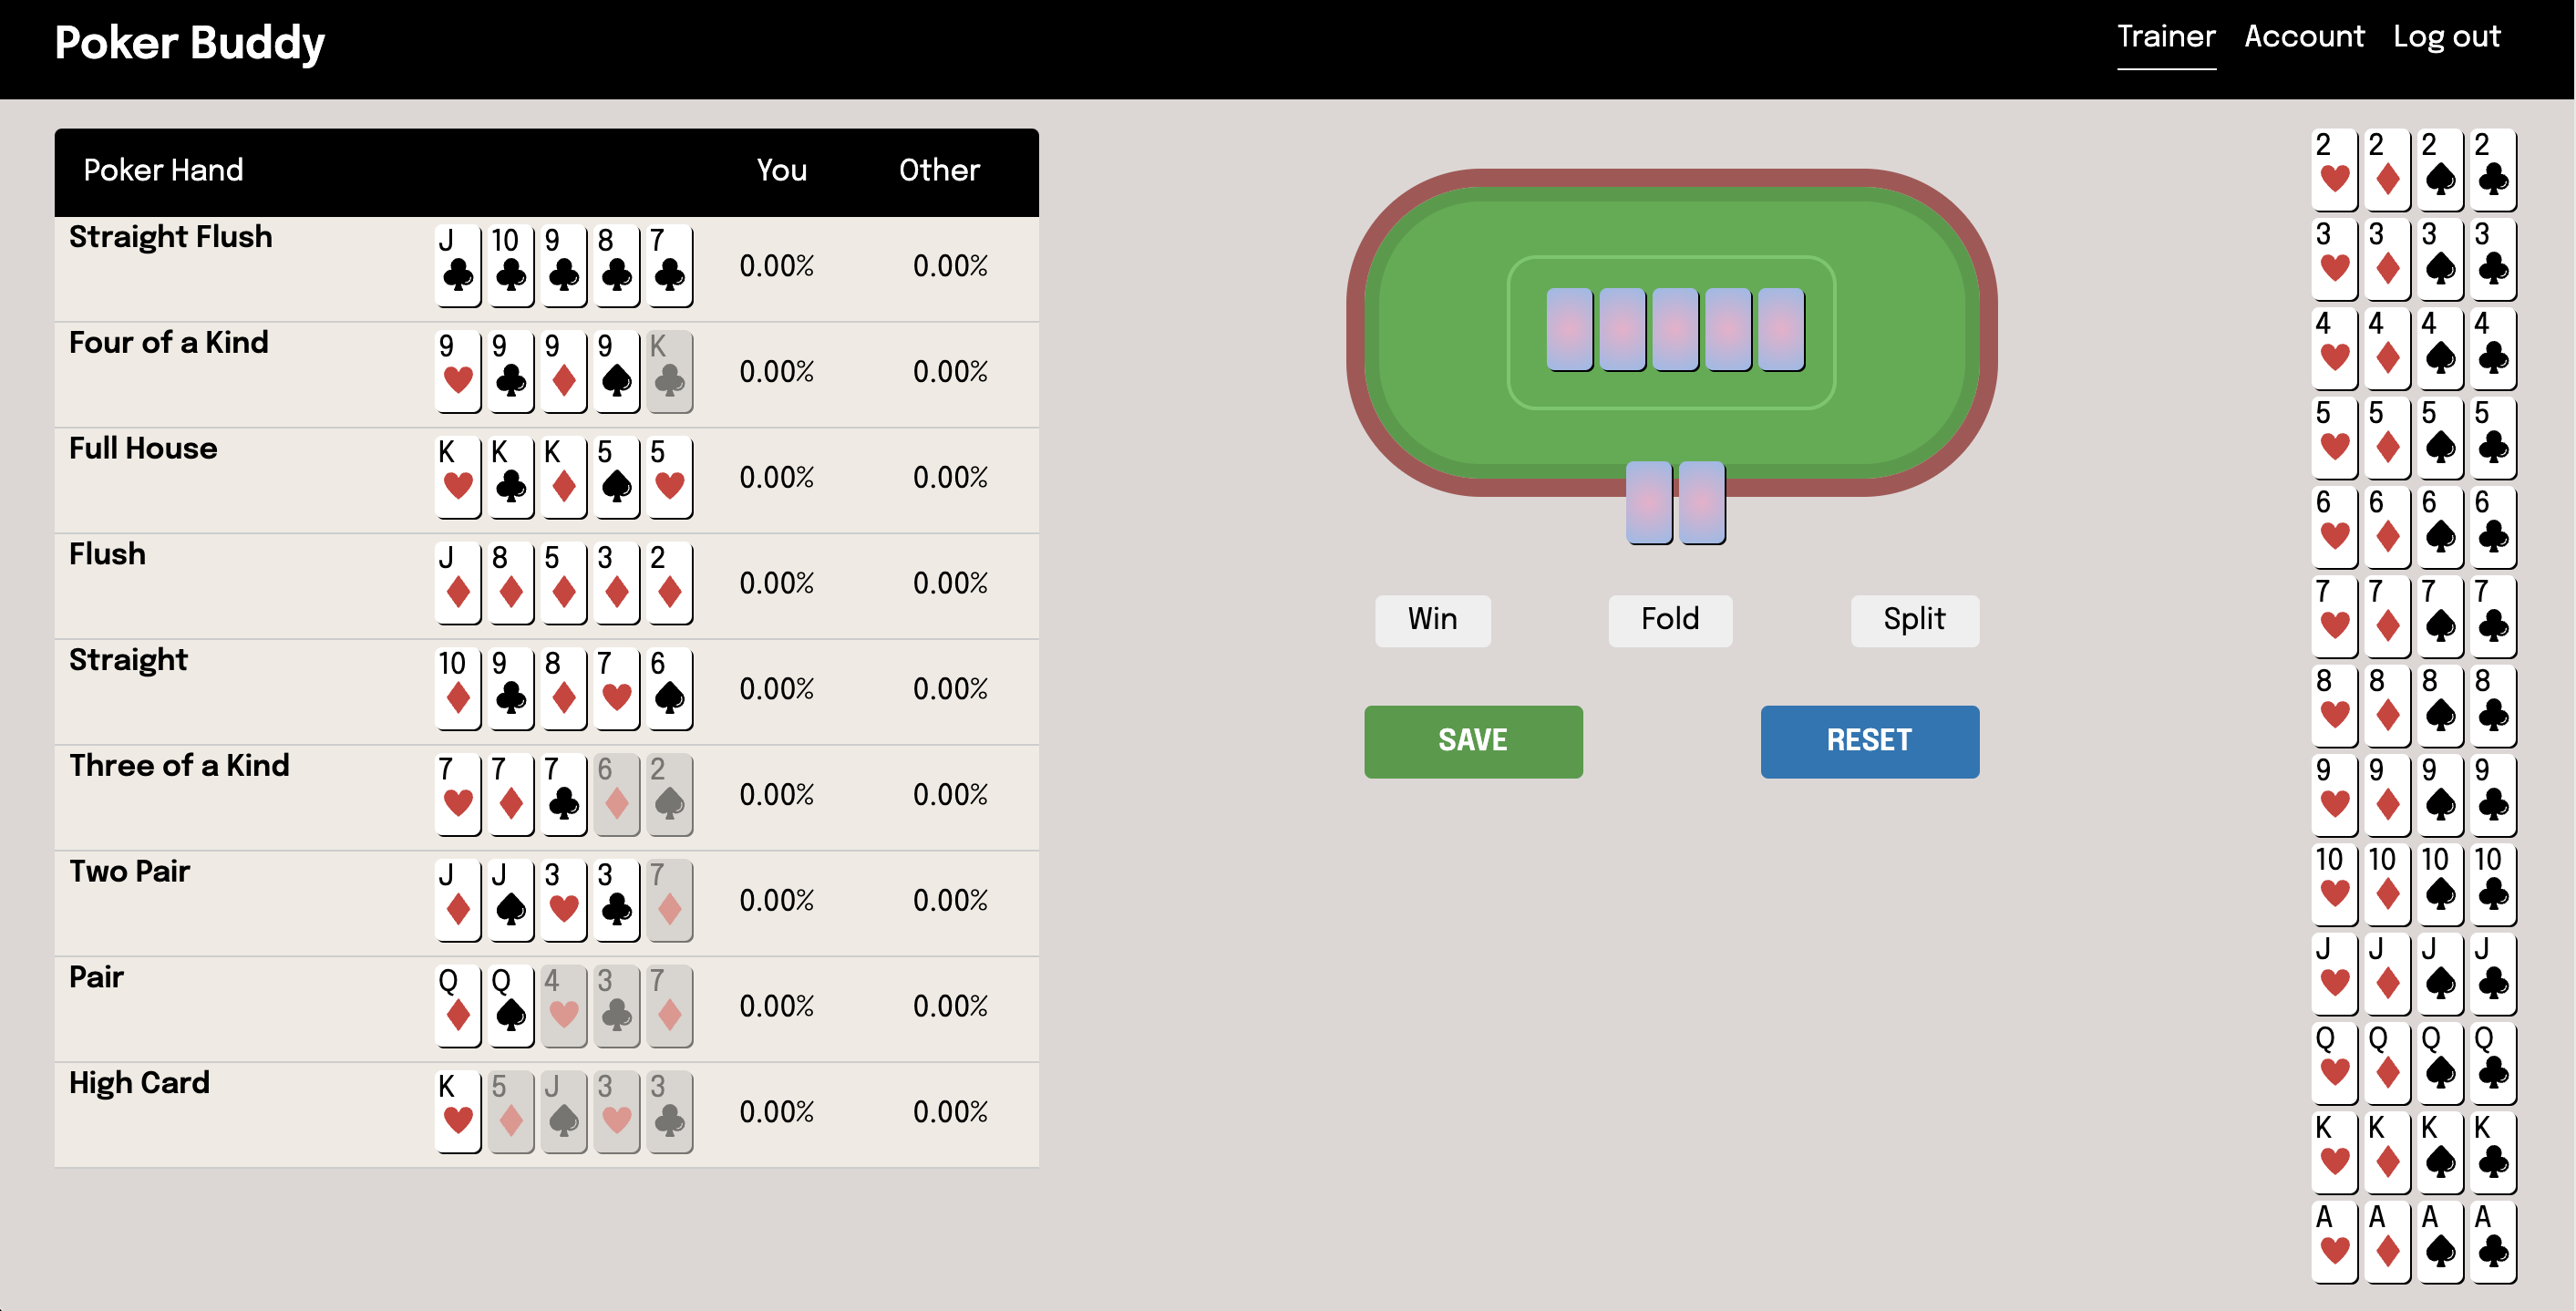 Poker Buddy
Trainer Account Log out
Poker Hand You Other
Straight Flush J 10 9 8 7 0.00% 0.00%
Four of a Kind 9 9 9 9 K 0.00% 0.00%
Full House K K K 5 5 0.00% 0.00%
Flush J 8 5 3 2 0.00% 0.00%
Straight 10 9 8 7 6 0.00% 0.00%
Three of a Kind 7 7 7 6 2 0.00% 0.00%
Two Pair J J 3 3 7 0.00% 0.00%
Pair Q Q 4 3 7 0.00% 0.00%
High Card K 5 J 3 3 0.00% 0.00%
Win Fold Split
SAVE RESET
2 2 2 2
3 3 3 3
4 4 4 4
5 5 5 5
6 6 6 6
7 7 7 7
8 8 8 8
9 9 9 9
10 10 10 10
J J J J
Q Q Q Q
K K K K
A A A A